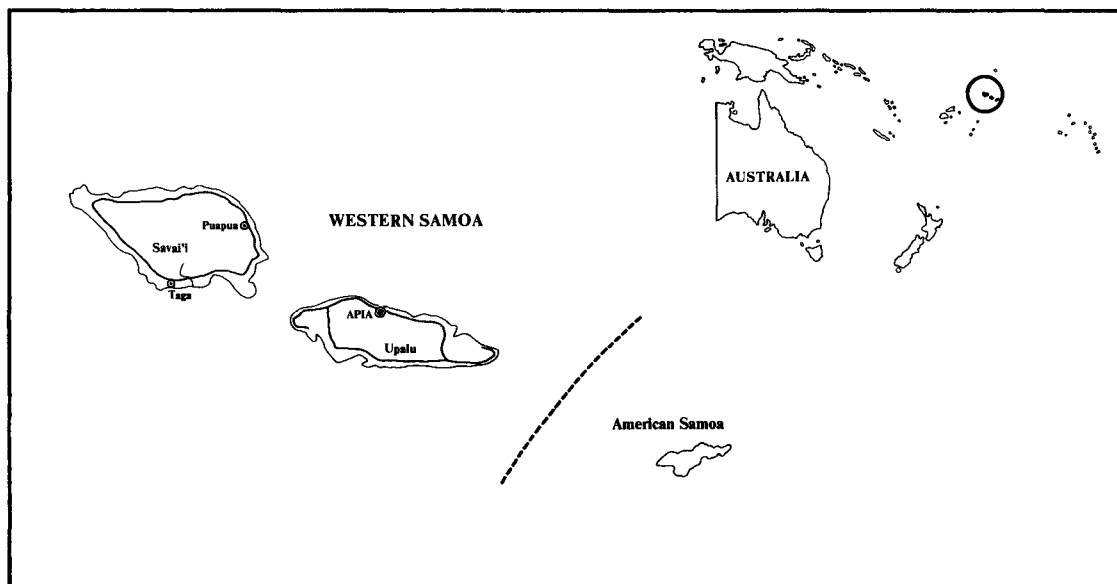 AUSTRALIA
WESTERN SAMOA
Puapua
Savai'i
Taga
APIA
Upalu
American Samoa